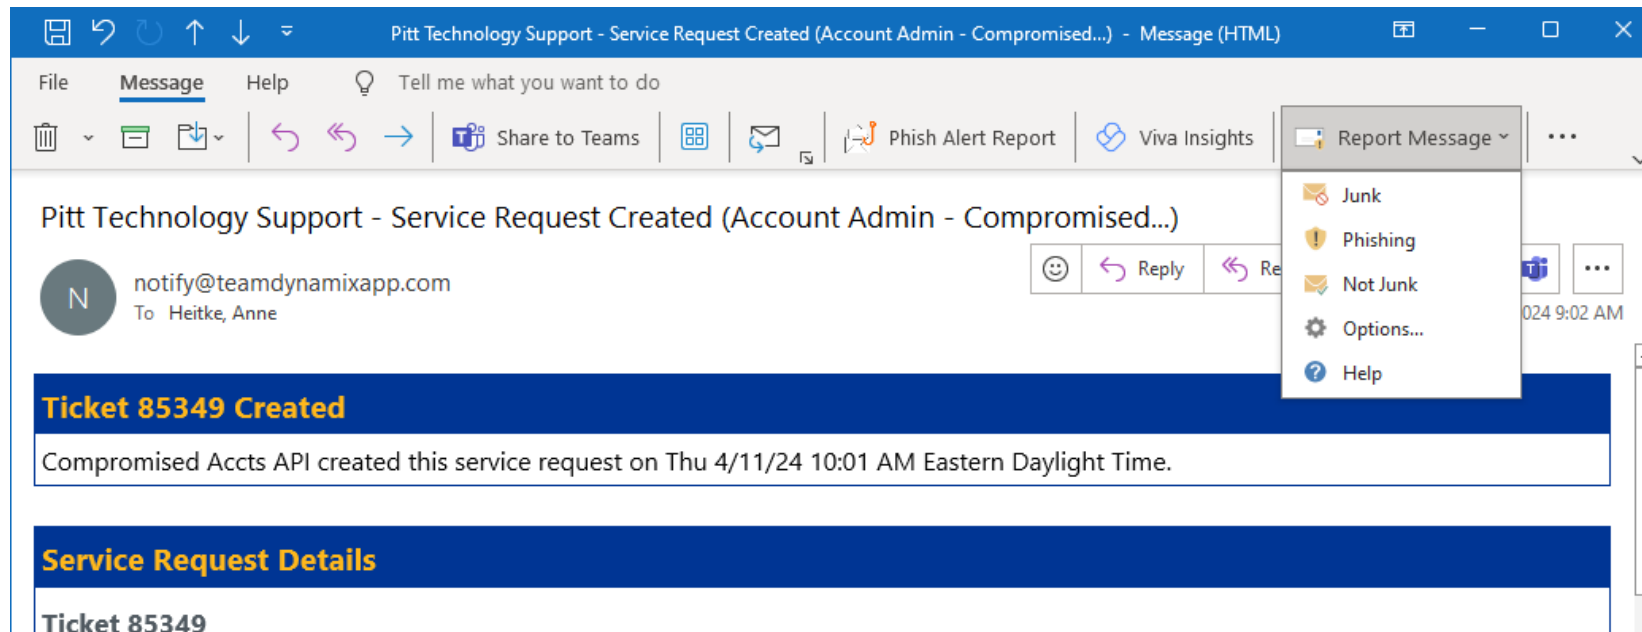 Pitt Technology Support - Service Request Created (Account Admin - Compromised...) - Message (HTML)
File Message Help Tell me what you want to do
Share to Teams Phish Alert Report Viva Insights Report Message
Junk
Phishing
Not Junk
Options...
Help
Pitt Technology Support - Service Request Created (Account Admin - Compromised...)
N
notify@teamdynamixapp.com
To Heitke, Anne
Reply Re
024 9:02 AM
Ticket 85349 Created
Compromised Accts API created this service request on Thu 4/11/24 10:01 AM Eastern Daylight Time.
Service Request Details
Ticket 85349